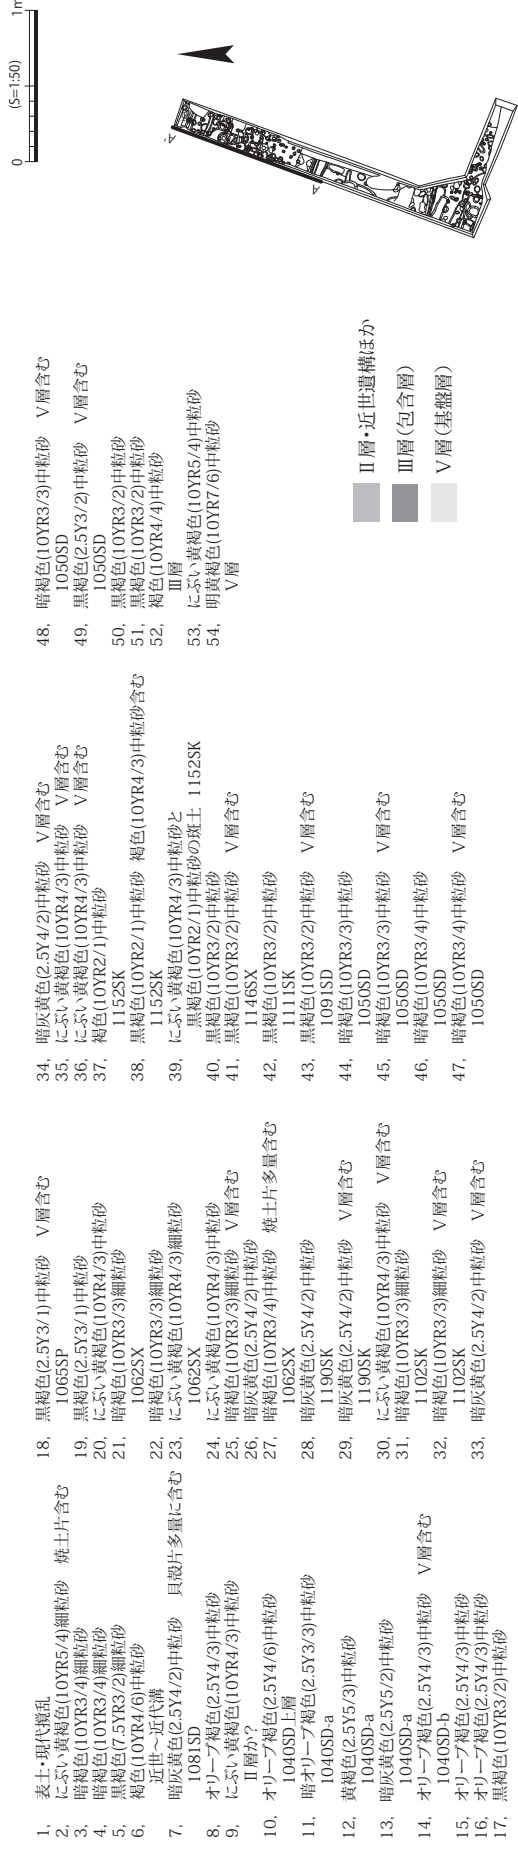 1, 表土・現代撹乱
2, にぶい黄褐色(10YR5/4)細粒砂　焼土片含む
3, 暗褐色(10YR3/4)細粒砂
4, 暗褐色(10YR3/4)細粒砂
5, 黒褐色(7.5YR3/2)細粒砂
6, 褐色(10YR4/6)中粒砂
近世～近代溝
7, 暗灰黄色(2.5Y4/2)中粒砂　貝殻片多量に含む
1081SD
8, オリーブ褐色(2.5Y4/3)中粒砂
9, にぶい黄褐色(10YR4/3)中粒砂
Ⅱ層か？
10, オリーブ褐色(2.5Y4/6)中粒砂
1040SD上層
11, 暗オリーブ褐色(2.5Y3/3)中粒砂
1040SD-a
12, 黄褐色(2.5Y5/3)中粒砂
1040SD-a
13, 暗灰黄色(2.5Y5/2)中粒砂
1040SD-a
14, オリーブ褐色(2.5Y4/3)中粒砂　Ⅴ層含む
1040SD-b
15, オリーブ褐色(2.5Y4/3)中粒砂
16, オリーブ褐色(2.5Y4/3)中粒砂
17, 黒褐色(10YR3/2)中粒砂
18, 黒褐色(2.5Y3/1)中粒砂　Ⅴ層含む
1065SP
19, 黒褐色(2.5Y3/1)中粒砂
20, にぶい黄褐色(10YR4/3)中粒砂
21, 暗褐色(10YR3/3)細粒砂
1062SX
22, 暗褐色(10YR3/3)細粒砂
23, にぶい黄褐色(10YR4/3)細粒砂
1062SX
24, にぶい黄褐色(10YR4/3)中粒砂
25, 暗褐色(10YR3/3)細粒砂　Ⅴ層含む
26, 暗灰黄色(2.5Y4/2)中粒砂
27, 暗褐色(10YR3/4)中粒砂　焼土片多量含む
1062SX
28, 暗灰黄色(2.5Y4/2)中粒砂
1190SK
29, 暗灰黄色(2.5Y4/2)中粒砂　Ⅴ層含む
1190SK
30, にぶい黄褐色(10YR4/3)中粒砂　Ⅴ層含む
31, 暗褐色(10YR3/3)細粒砂
1102SK
32, 暗褐色(10YR3/3)細粒砂　Ⅴ層含む
1102SK
33, 暗灰黄色(2.5Y4/2)中粒砂　Ⅴ層含む
34, 暗灰黄色(2.5Y4/2)中粒砂　Ⅴ層含む
35, にぶい黄褐色(10YR4/3)中粒砂　Ⅴ層含む
36, にぶい黄褐色(10YR4/3)中粒砂　Ⅴ層含む
37, 褐色(10YR2/1)中粒砂
1152SK
38, 黒褐色(10YR2/1)中粒砂　褐色(10YR4/3)中粒砂含む
1152SK
39, にぶい黄褐色(10YR4/3)中粒砂と
黒褐色(10YR2/1)中粒砂の斑土　1152SK
40, 黒褐色(10YR3/2)中粒砂
41, 黒褐色(10YR3/2)中粒砂　Ⅴ層含む
1146SX
42, 黒褐色(10YR3/2)中粒砂
1111SK
43, 黒褐色(10YR3/2)中粒砂　Ⅴ層含む
1091SD
44, 暗褐色(10YR3/3)中粒砂
1050SD
45, 暗褐色(10YR3/3)中粒砂　Ⅴ層含む
1050SD
46, 暗褐色(10YR3/4)中粒砂
1050SD
47, 暗褐色(10YR3/4)中粒砂　Ⅴ層含む
1050SD
48, 暗褐色(10YR3/3)中粒砂　Ⅴ層含む
1050SD
49, 黒褐色(2.5Y3/2)中粒砂　Ⅴ層含む
1050SD
50, 黒褐色(10YR3/2)中粒砂
51, 黒褐色(10YR3/2)中粒砂
52, 褐色(10YR4/4)中粒砂
Ⅲ層
53, にぶい黄褐色(10YR5/4)中粒砂
54, 明黄褐色(10YR7/6)中粒砂
Ⅴ層
Ⅱ層・近世遺構ほか
Ⅲ層(包含層)
Ⅴ層(基盤層)
0 (S=1:50) 1m
A
A'